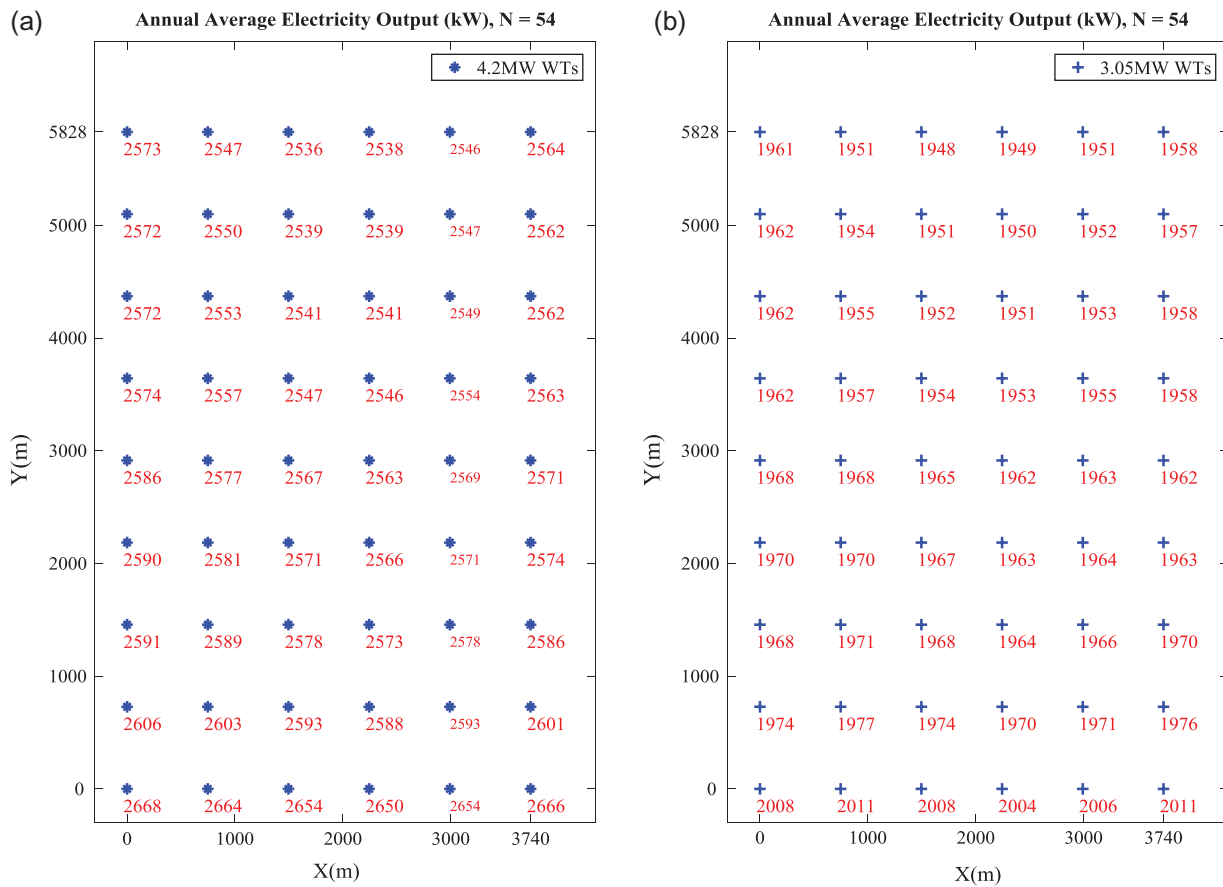 (a)
Annual Average Electricity Output (kW), N = 54
4.2MW WTs
5828
2573 2547 2536 2538 2546 2564
5000
2572 2550 2539 2539 2547 2562
2572 2553 2541 2541 2549 2562
4000
2574 2557 2547 2546 2554 2563
3000
2586 2577 2567 2563 2569 2571
2590 2581 2571 2566 2571 2574
2000
2591 2589 2578 2573 2578 2586
1000
2606 2603 2593 2588 2593 2601
0
2668 2664 2654 2650 2654 2666
0 1000 2000 3000 3740
X(m)
Y(m)
(b)
Annual Average Electricity Output (kW), N = 54
3.05MW WTs
5828
1961 1951 1948 1949 1951 1958
5000
1962 1954 1951 1950 1952 1957
1962 1955 1952 1951 1953 1958
4000
1962 1957 1954 1953 1955 1958
3000
1968 1968 1965 1962 1963 1962
1970 1970 1967 1963 1964 1963
2000
1968 1971 1968 1964 1966 1970
1000
1974 1977 1974 1970 1971 1976
0
2008 2011 2008 2004 2006 2011
0 1000 2000 3000 3740
X(m)
Y(m)